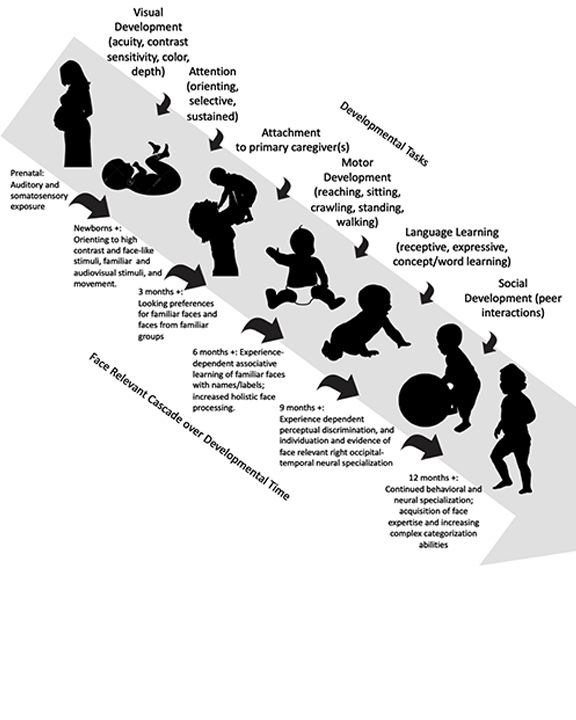 Visual
Development
(acuity, contrast
sensitivity, color,
depth)
Attention
(orienting,
selective,
sustained)
Developmental Tasks
Attachment
to primary caregiver(s)
Motor
Development
(reaching, sitting,
crawling, standing,
walking)
Language Learning
(receptive, expressive,
concept/word learning)
Social
Development (peer
interactions)
Prenatal:
Auditory and
somatosensory
exposure
Newborns +:
Orienting to high
contrast and face-like
stimuli, familiar and
audiovisual stimuli, and
movement.
3 months +:
Looking preferences
for familiar faces and
faces from familiar
groups
6 months +: Experience-
dependent associative
learning of familiar faces
with names/labels;
increased holistic face
processing.
9 months +:
Experience dependent
perceptual discrimination, and
individuation and evidence of
face relevant right occipital-
temporal neural specialization
12 months +:
Continued behavioral and
neural specialization;
acquisition of face
expertise and increasing
complex categorization
abilities
Face Relevant Cascade over Developmental Time